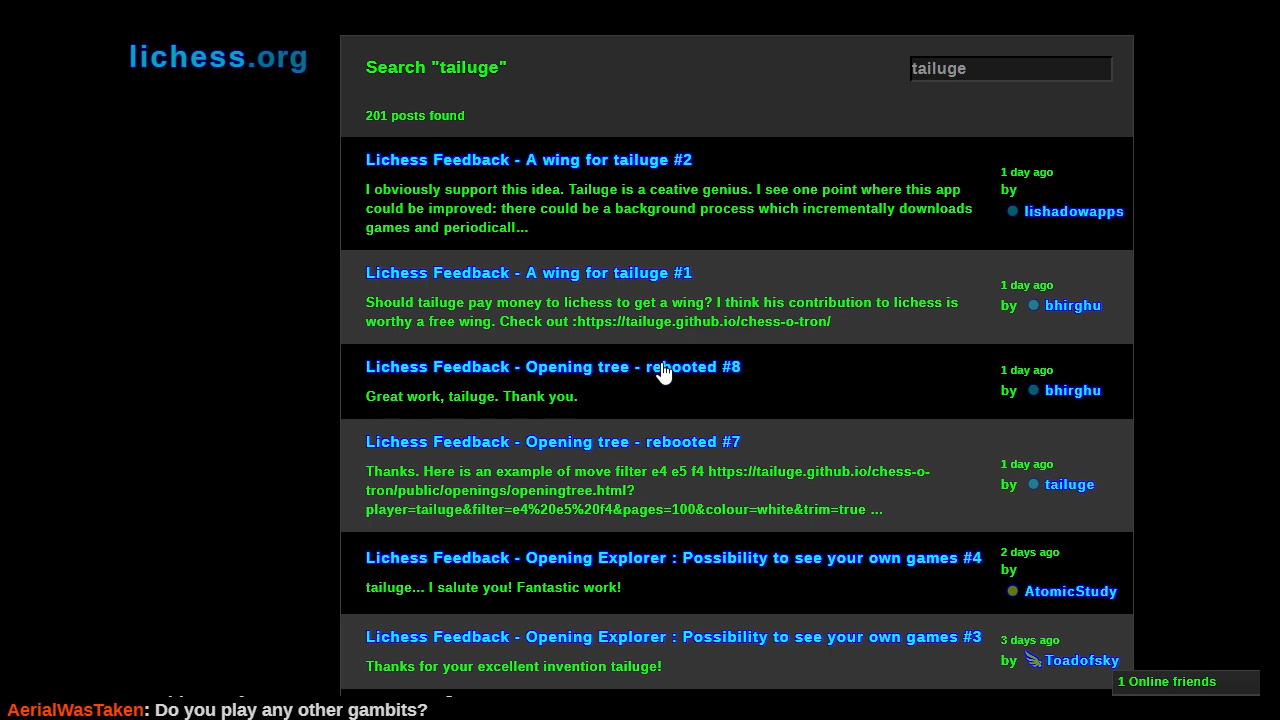 lichess.org
Search "tailuge"
tailuge
201 posts found
Lichess Feedback - A wing for tailuge #2
I obviously support this idea. Tailuge is a ceative genius. I see one point where this app
could be improved: there could be a background process which incrementally downloads
games and periodicall...
1 day ago
by
lishadowapps
Lichess Feedback - A wing for tailuge #1
Should tailuge pay money to lichess to get a wing? I think his contribution to lichess is
worthy a free wing. Check out :https://tailuge.github.io/chess-o-tron/
1 day ago
by bhirghu
Lichess Feedback - Opening tree - rebooted #8
Great work, tailuge. Thank you.
1 day ago
by bhirghu
Lichess Feedback - Opening tree - rebooted #7
Thanks. Here is an example of move filter e4 e5 f4 https://tailuge.github.io/chess-o-
tron/public/openings/openingtree.html?
player=tailuge&filter=e4%20e5%20f4&pages=100&colour=white&trim=true ...
1 day ago
by tailuge
Lichess Feedback - Opening Explorer : Possibility to see your own games #4
tailuge... I salute you! Fantastic work!
2 days ago
by
AtomicStudy
Lichess Feedback - Opening Explorer : Possibility to see your own games #3
Thanks for your excellent invention tailuge!
3 days ago
by Toadofsky
1 Online friends
AerialWasTaken: Do you play any other gambits?